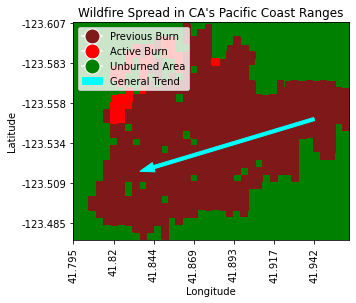 Wildfire Spread in CA's Pacific Coast Ranges
Previous Burn
Active Burn
Unburned Area
General Trend
Latitude
-123.607
-123.583
-123.558
-123.534
-123.509
-123.485
41.795
41.82
41.844
41.869
41.893
41.917
41.942
Longitude